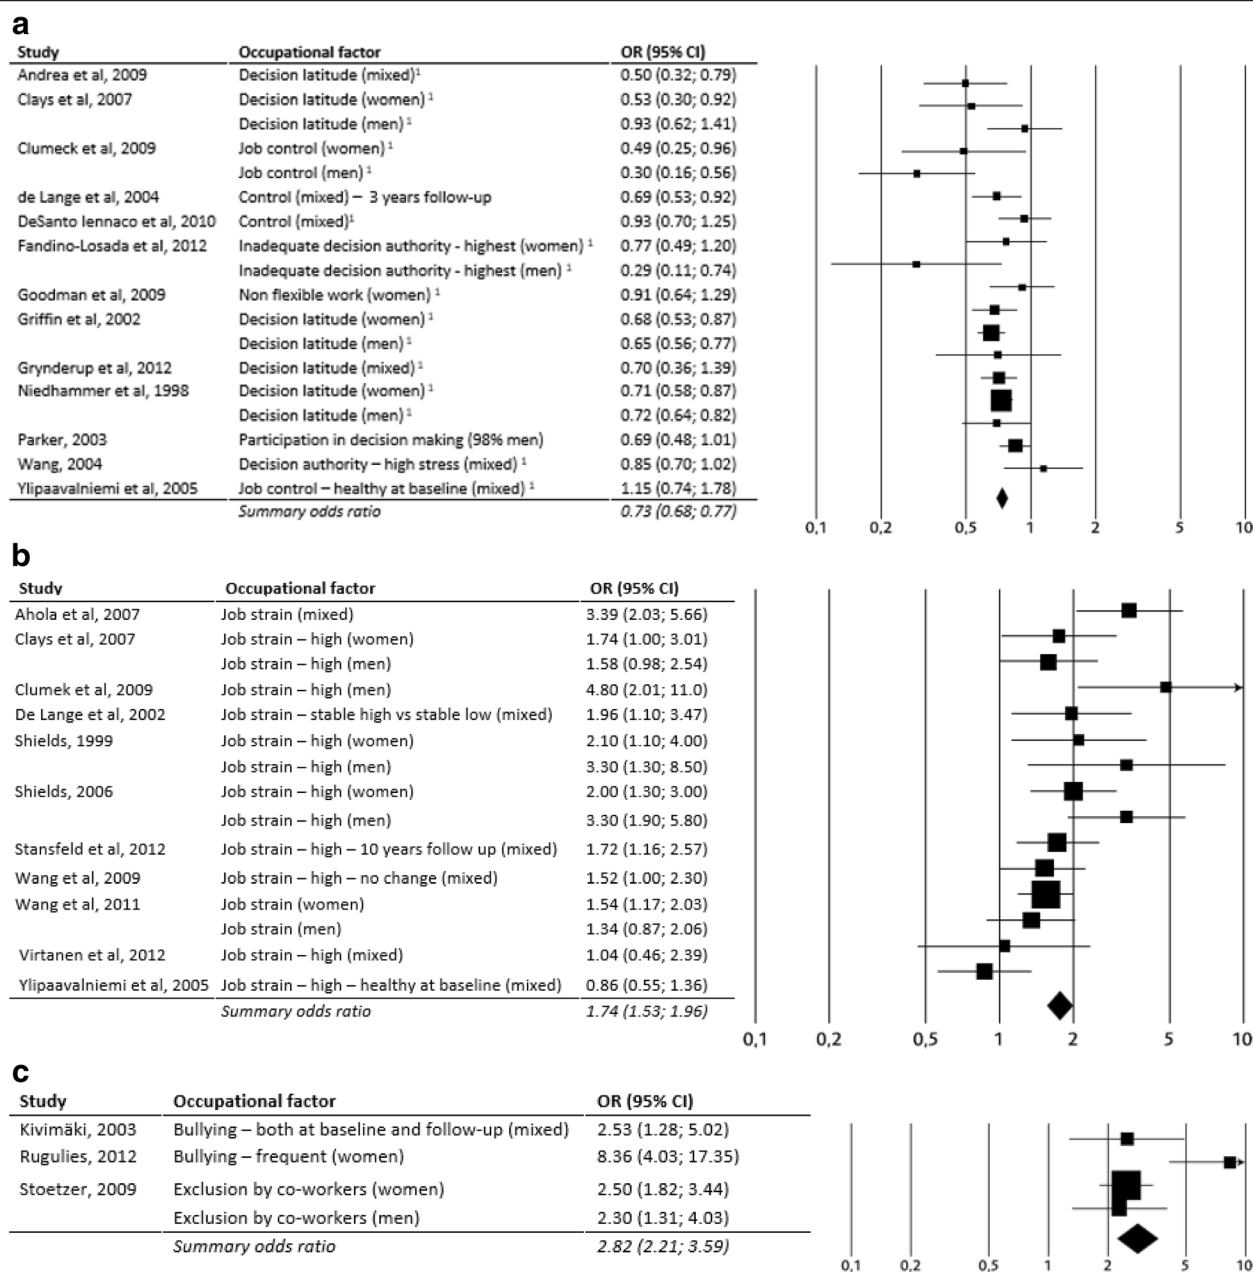 a
Study Occupational factor OR (95% CI)
Andrea et al, 2009 Decision latitude (mixed)¹ 0.50 (0.32; 0.79)
Clays et al, 2007 Decision latitude (women) ¹ 0.53 (0.30; 0.92)
Decision latitude (men) ¹ 0.93 (0.62; 1.41)
Clumeck et al, 2009 Job control (women) ¹ 0.49 (0.25; 0.96)
Job control (men) ¹ 0.30 (0.16; 0.56)
de Lange et al, 2004 Control (mixed) – 3 years follow-up 0.69 (0.53; 0.92)
DeSanto Iennaco et al, 2010 Control (mixed)¹ 0.93 (0.70; 1.25)
Fandino-Losada et al, 2012 Inadequate decision authority - highest (women) ¹ 0.77 (0.49; 1.20)
Inadequate decision authority - highest (men) ¹ 0.29 (0.11; 0.74)
Goodman et al, 2009 Non flexible work (women) ¹ 0.91 (0.64; 1.29)
Griffin et al, 2002 Decision latitude (women) ¹ 0.68 (0.53; 0.87)
Decision latitude (men) ¹ 0.65 (0.56; 0.77)
Grynderup et al, 2012 Decision latitude (mixed) ¹ 0.70 (0.36; 1.39)
Niedhammer et al, 1998 Decision latitude (women) ¹ 0.71 (0.58; 0.87)
Decision latitude (men) ¹ 0.72 (0.64; 0.82)
Parker, 2003 Participation in decision making (98% men) 0.69 (0.48; 1.01)
Wang, 2004 Decision authority – high stress (mixed) ¹ 0.85 (0.70; 1.02)
Ylipaavalniemi et al, 2005 Job control – healthy at baseline (mixed) ¹ 1.15 (0.74; 1.78)
Summary odds ratio 0.73 (0.68; 0.77)
0,1 0,2 0,5 1 2 5 10
b
Study Occupational factor OR (95% CI)
Ahola et al, 2007 Job strain (mixed) 3.39 (2.03; 5.66)
Clays et al, 2007 Job strain – high (women) 1.74 (1.00; 3.01)
Job strain – high (men) 1.58 (0.98; 2.54)
Clumek et al, 2009 Job strain – high (men) 4.80 (2.01; 11.0)
De Lange et al, 2002 Job strain – stable high vs stable low (mixed) 1.96 (1.10; 3.47)
Shields, 1999 Job strain – high (women) 2.10 (1.10; 4.00)
Job strain – high (men) 3.30 (1.30; 8.50)
Shields, 2006 Job strain – high (women) 2.00 (1.30; 3.00)
Job strain – high (men) 3.30 (1.90; 5.80)
Stansfeld et al, 2012 Job strain – high – 10 years follow up (mixed) 1.72 (1.16; 2.57)
Wang et al, 2009 Job strain – high – no change (mixed) 1.52 (1.00; 2.30)
Wang et al, 2011 Job strain (women) 1.54 (1.17; 2.03)
Job strain (men) 1.34 (0.87; 2.06)
Virtanen et al, 2012 Job strain – high (mixed) 1.04 (0.46; 2.39)
Ylipaavalniemi et al, 2005 Job strain – high – healthy at baseline (mixed) 0.86 (0.55; 1.36)
Summary odds ratio 1.74 (1.53; 1.96)
0,1 0,2 0,5 1 2 5 10
c
Study Occupational factor OR (95% CI)
Kivimäki, 2003 Bullying – both at baseline and follow-up (mixed) 2.53 (1.28; 5.02)
Rugulies, 2012 Bullying – frequent (women) 8.36 (4.03; 17.35)
Stoetzer, 2009 Exclusion by co-workers (women) 2.50 (1.82; 3.44)
Exclusion by co-workers (men) 2.30 (1.31; 4.03)
Summary odds ratio 2.82 (2.21; 3.59)
0,1 0,2 0,5 1 2 5 10